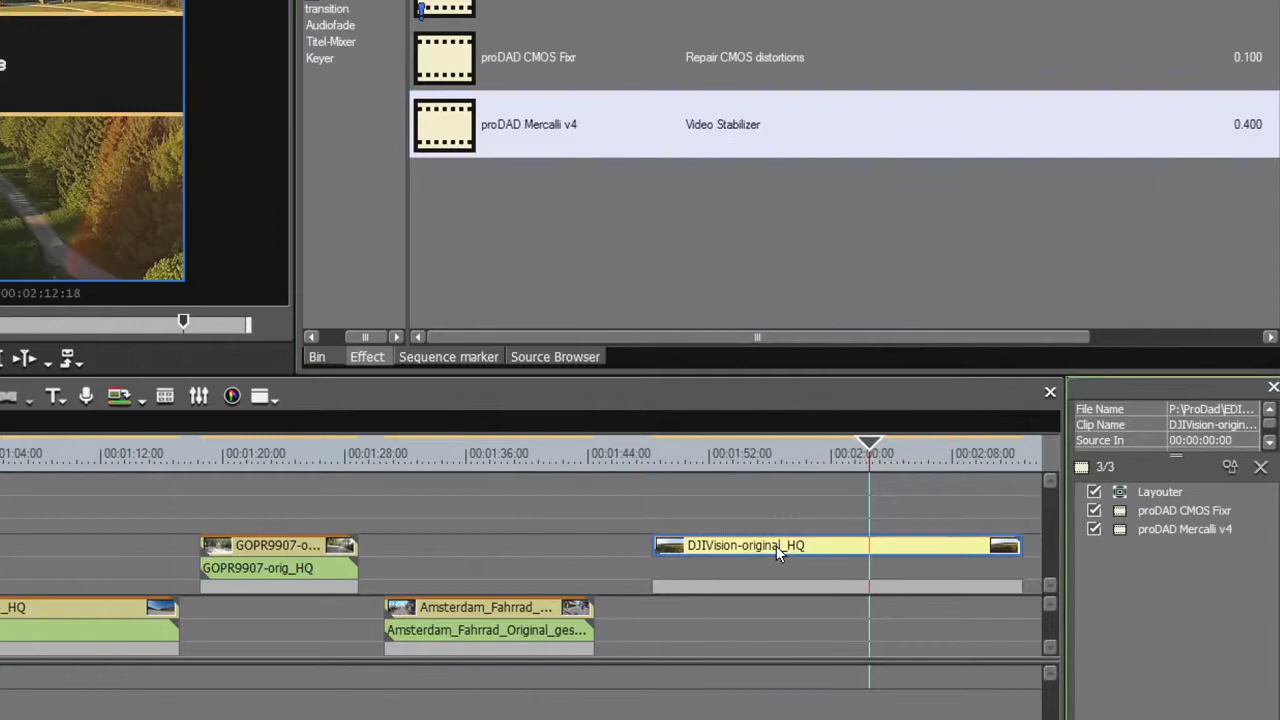 transition
Audiofade
Titel-Mixer
Keyer
proDAD CMOS Fixr Repair CMOS distortions 0.100
proDAD Mercalli v4 Video Stabilizer 0.400
e
00:02:12:18
Bin Effect Sequence marker Source Browser
File Name P:\ProDad\EDI...
Clip Name DJIVision-origin...
Source In 00:00:00:00
3/3
Layouter
proDAD CMOS Fixr
proDAD Mercalli v4
01:04:00 00:01:12:00 00:01:20:00 00:01:28:00 00:01:36:00 00:01:44:00 00:01:52:00 00:02:00:00 00:02:08:00
GOPR9907-o... DJIVision-original_HQ
GOPR9907-orig_HQ
_HQ Amsterdam_Fahrrad_...
Amsterdam_Fahrrad_Original_ges...